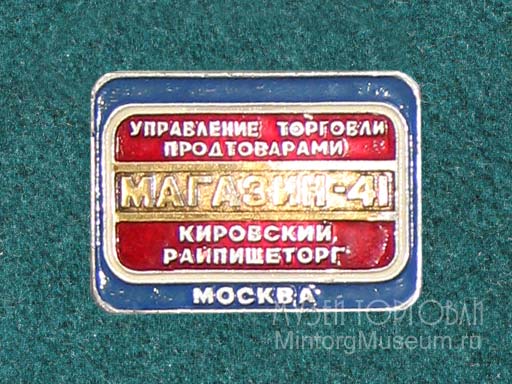 УПРАВЛЕНИЕ ТОРГОВЛИ
ПРОДТОВАРАМИ
МАГАЗИН-41
КИРОВСКИЙ
РАЙПИЩЕТОРГ
МОСКВА
МУЗЕЙ ТОРГОВЛИ
MintorgMuseum.ru